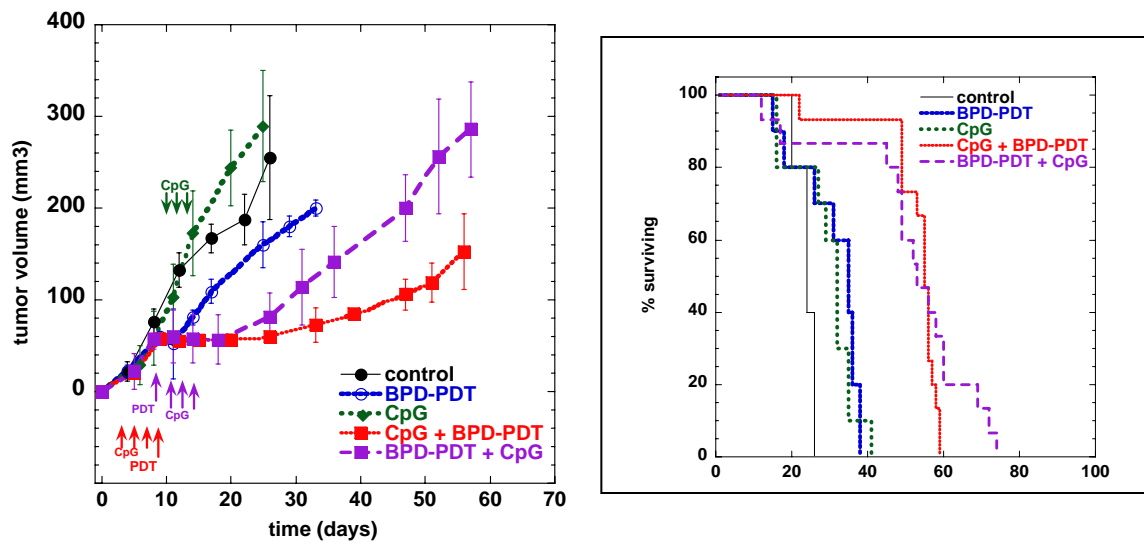 400
300
200
100
0
tumor volume (mm3)
CpG
PDT
CpG
CpG
PDT
control
BPD-PDT
CpG
CpG + BPD-PDT
BPD-PDT + CpG
0 10 20 30 40 50 60 70
time (days)
100
80
60
40
20
0
% surviving
control
BPD-PDT
CpG
CpG + BPD-PDT
BPD-PDT + CpG
0 20 40 60 80 100